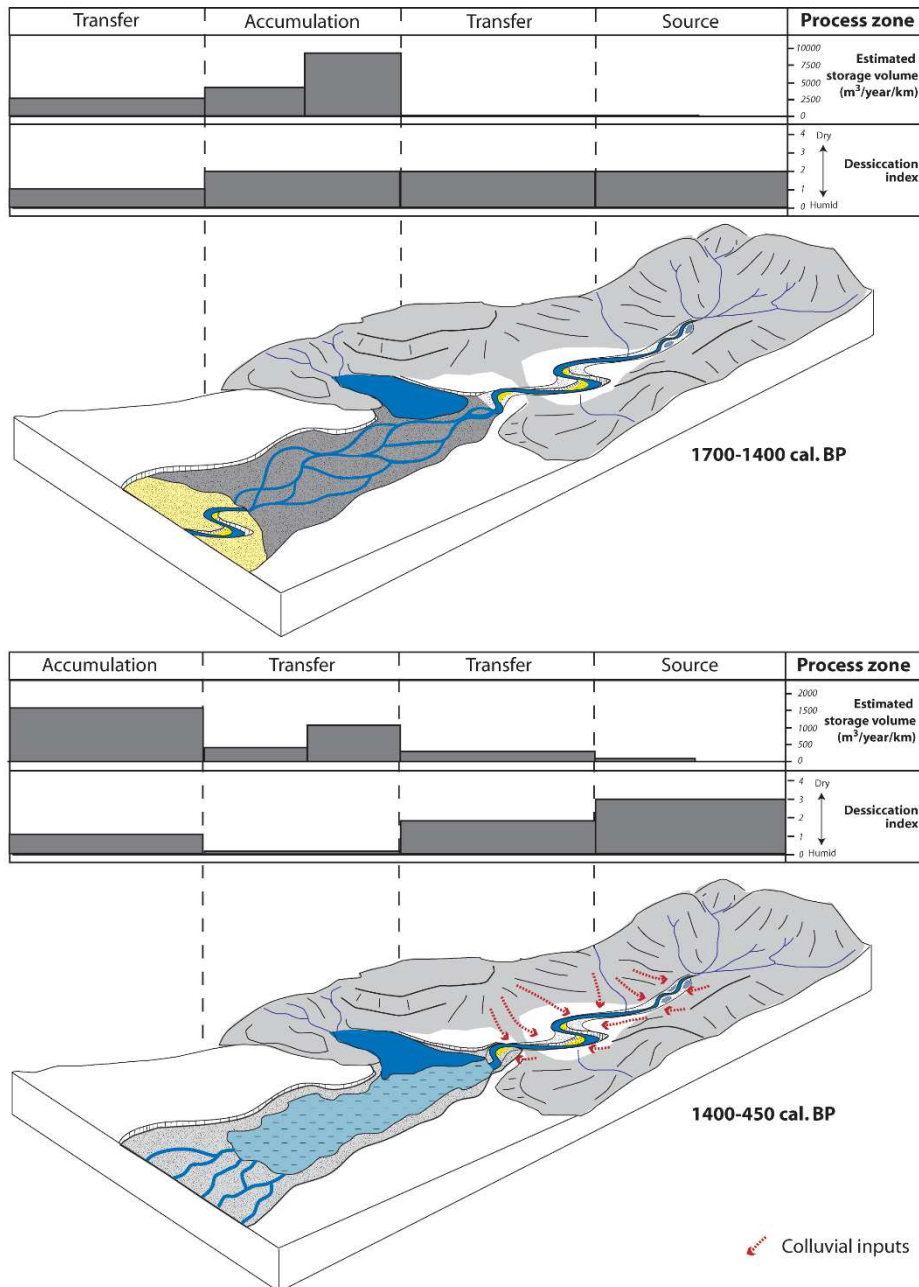 Transfer Accumulation Transfer Source Process zone
10000
7500
5000
2500
0
Estimated
storage volume
(m³/year/km)
4 Dry
3
2
1
0 Humid
Dessiccation
index
1700-1400 cal. BP
Accumulation Transfer Transfer Source Process zone
2000
1500
1000
500
0
Estimated
storage volume
(m³/year/km)
4 Dry
3
2
1
0 Humid
Dessiccation
index
1400-450 cal. BP
Colluvial inputs